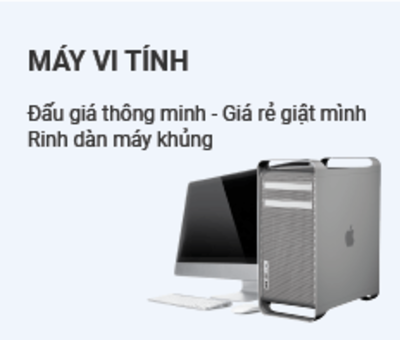 MÁY VI TÍNH
Đấu giá thông minh - Giá rẻ giật mình
Rinh dàn máy khủng